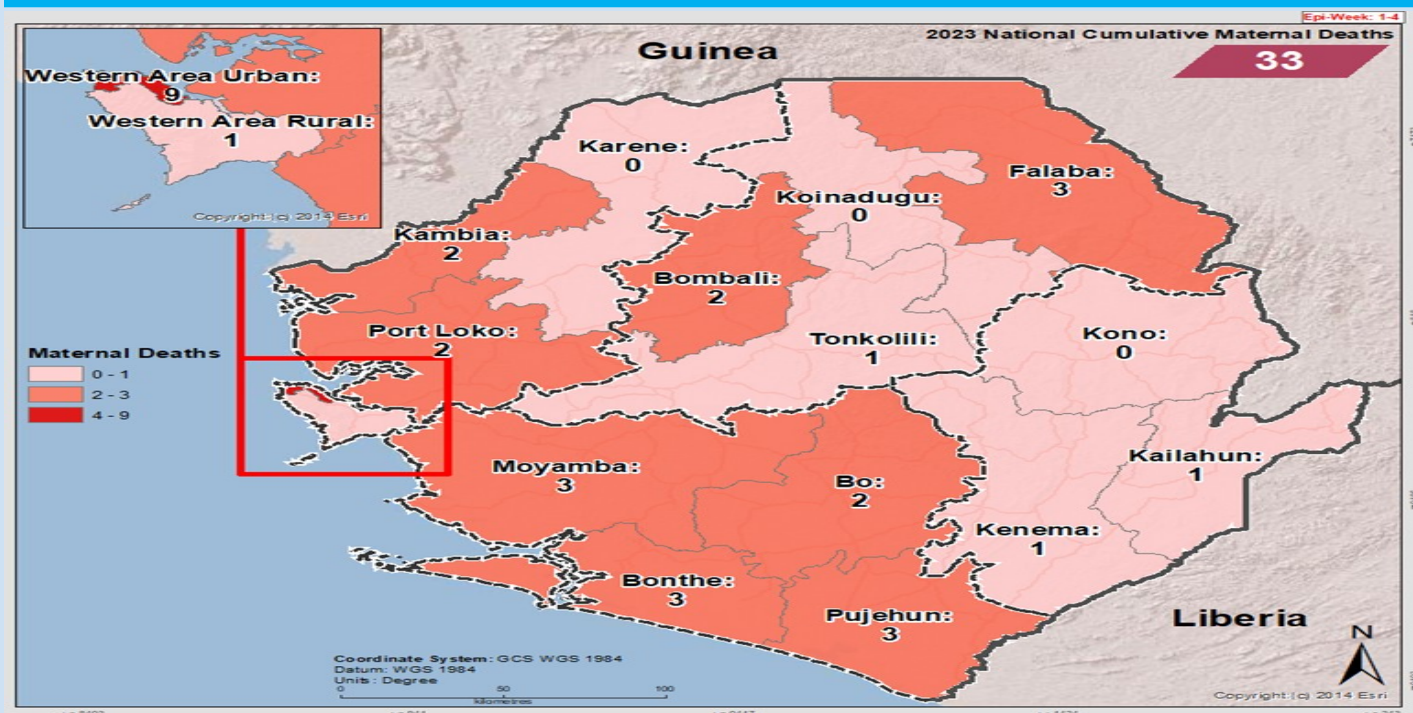 Epi-Week: 1-4
2023 National Cumulative Maternal Deaths
33
Guinea
Western Area Urban:
9
Western Area Rural:
1
Copyright:(c) 2014 Esri
Karene:
0
Falaba:
3
Koinadugu:
0
Kambia:
2
Bombali:
2
Port Loko:
2
Tonkolili:
1
Kono:
0
Maternal Deaths
0 - 1
2 - 3
4 - 9
Moyamba:
3
Bo:
2
Kailahun:
1
Kenema:
1
Bonthe:
3
Pujehun:
3
Liberia
N
Coordinate System: GCS WGS 1984
Datum: WGS 1984
Units : Degree
0 50 100
kilometres
Copyright:(c) 2014 Esri